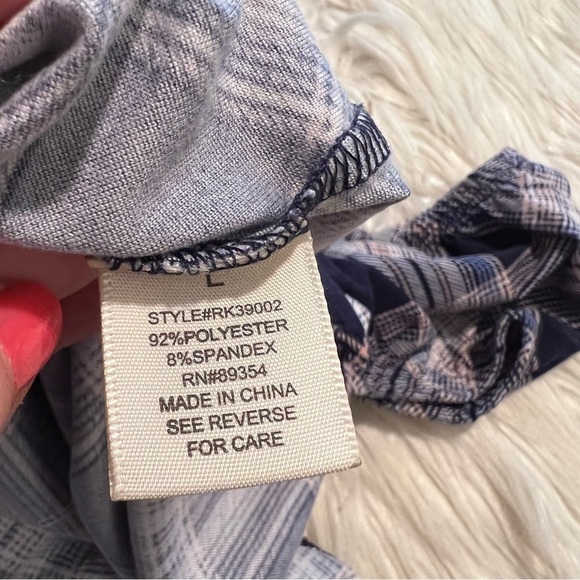 L
STYLE#RK39002
92%POLYESTER
8%SPANDEX
RN#89354
MADE IN CHINA
SEE REVERSE
FOR CARE